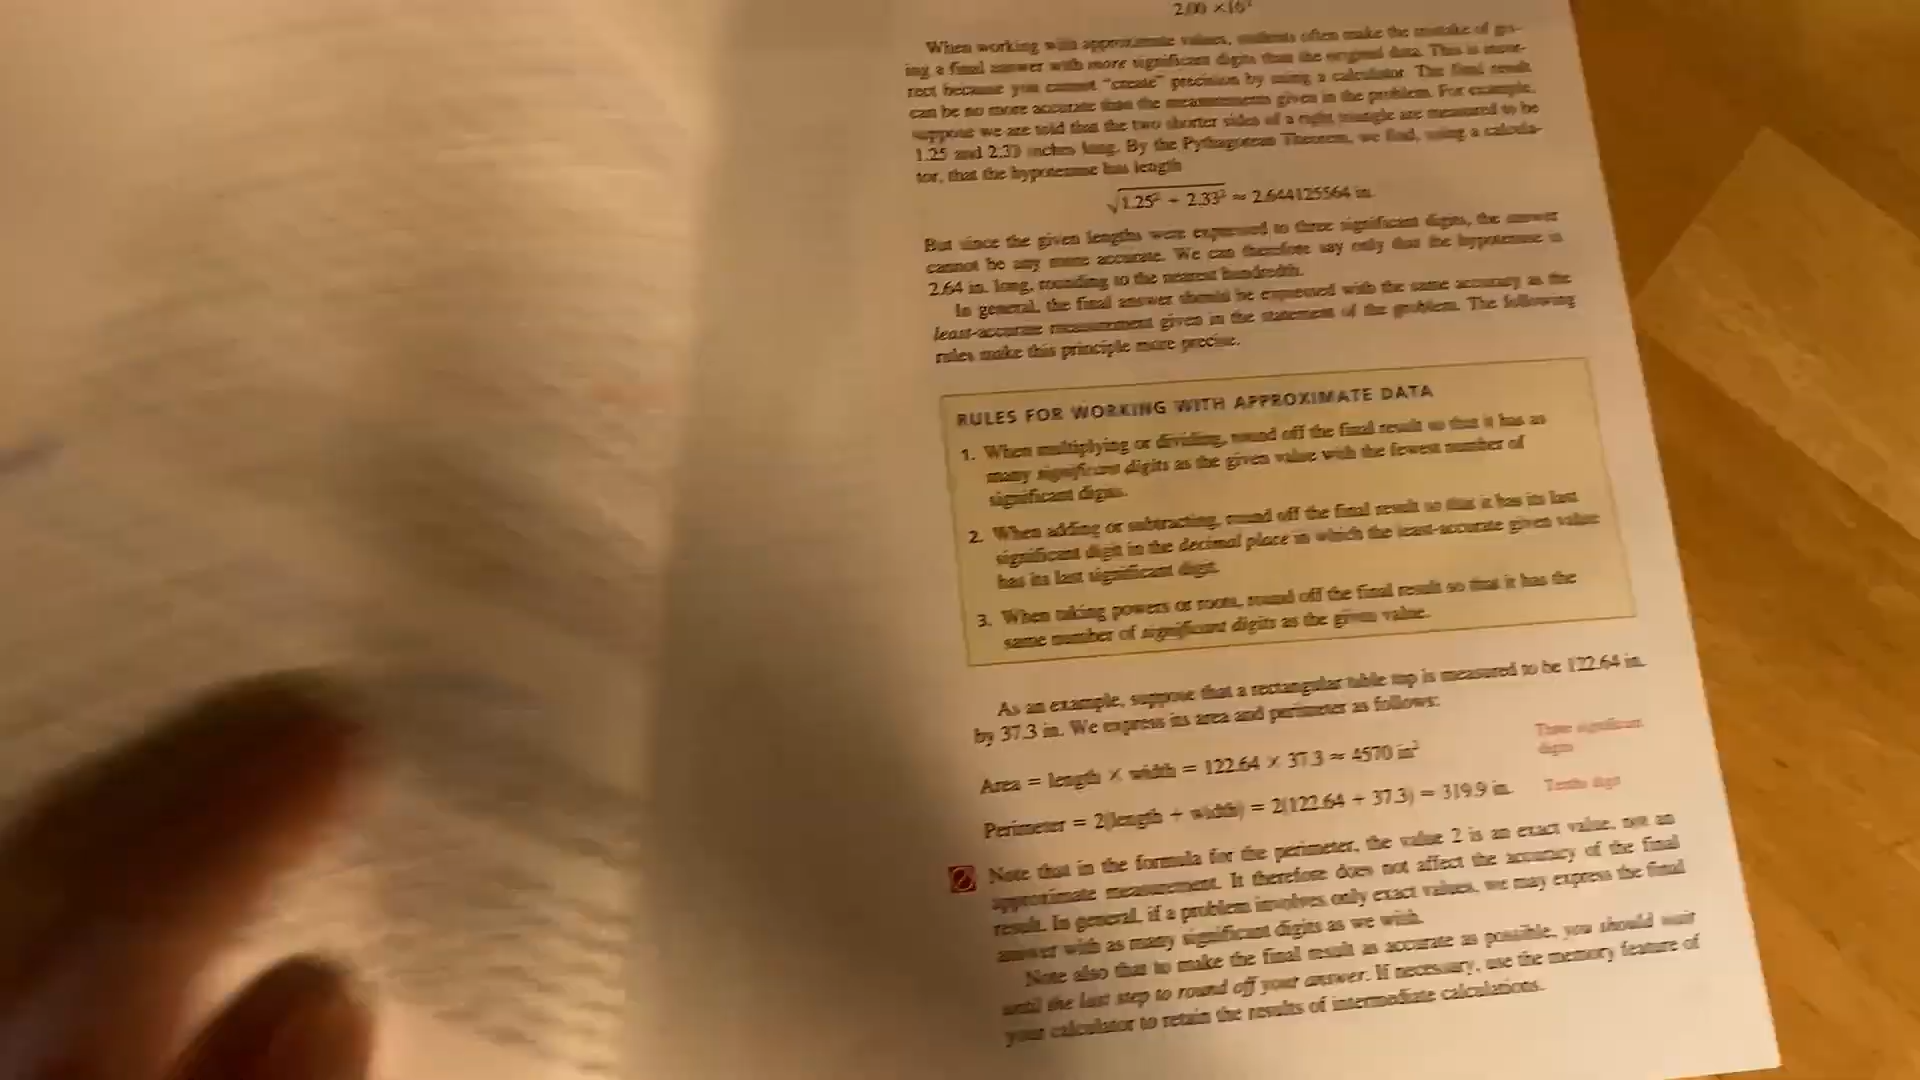 2.00 × 10²
When working with approximate values, students often make the mistake of giv-
ing a final answer with more significant digits than the original data. This is incor-
rect because you cannot "create" precision by using a calculator. The final result
can be no more accurate than the measurements given in the problem. For example,
suppose we are told that the two shorter sides of a right triangle are measured to be
1.25 and 2.33 inches long. By the Pythagorean Theorem, we find, using a calcula-
tor, that the hypotenuse has length
√1.25² + 2.33² ≈ 2.644125564 in.
But since the given lengths were expressed to three significant digits, the answer
cannot be any more accurate. We can therefore say only that the hypotenuse is
2.64 in. long, rounding to the nearest hundredth.
In general, the final answer should be expressed with the same accuracy as the
least-accurate measurement given in the statement of the problem. The following
rules make this principle more precise.
RULES FOR WORKING WITH APPROXIMATE DATA
1. When multiplying or dividing, round off the final result so that it has as
many significant digits as the given value with the fewest number of
significant digits.
2. When adding or subtracting, round off the final result so that it has its last
significant digit in the decimal place in which the least-accurate given value
has its last significant digit.
3. When taking powers or roots, round off the final result so that it has the
same number of significant digits as the given value.
As an example, suppose that a rectangular table top is measured to be 122.64 in.
by 37.3 in. We express its area and perimeter as follows:
Area = length × width = 122.64 × 37.3 ≈ 4570 in² Three significant
digits
Perimeter = 2(length + width) = 2(122.64 + 37.3) ≈ 319.9 in. Tenths digit
Note that in the formula for the perimeter, the value 2 is an exact value, not an
approximate measurement. It therefore does not affect the accuracy of the final
result. In general, if a problem involves only exact values, we may express the final
answer with as many significant digits as we wish.
Note also that to make the final result as accurate as possible, you should wait
until the last step to round off your answer. If necessary, use the memory feature of
your calculator to retain the results of intermediate calculations.